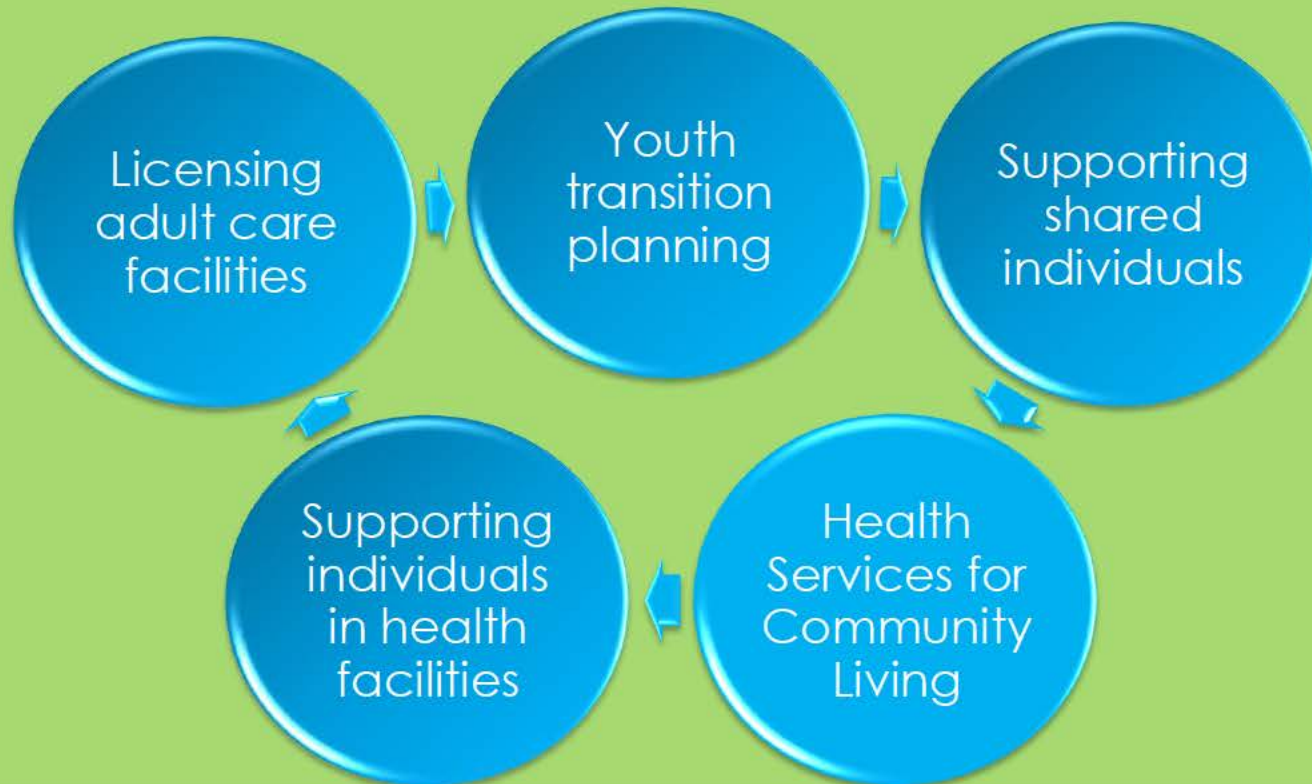 Licensing
adult care
facilities
Youth
transition
planning
Supporting
shared
individuals
Health
Services for
Community
Living
Supporting
individuals
in health
facilities